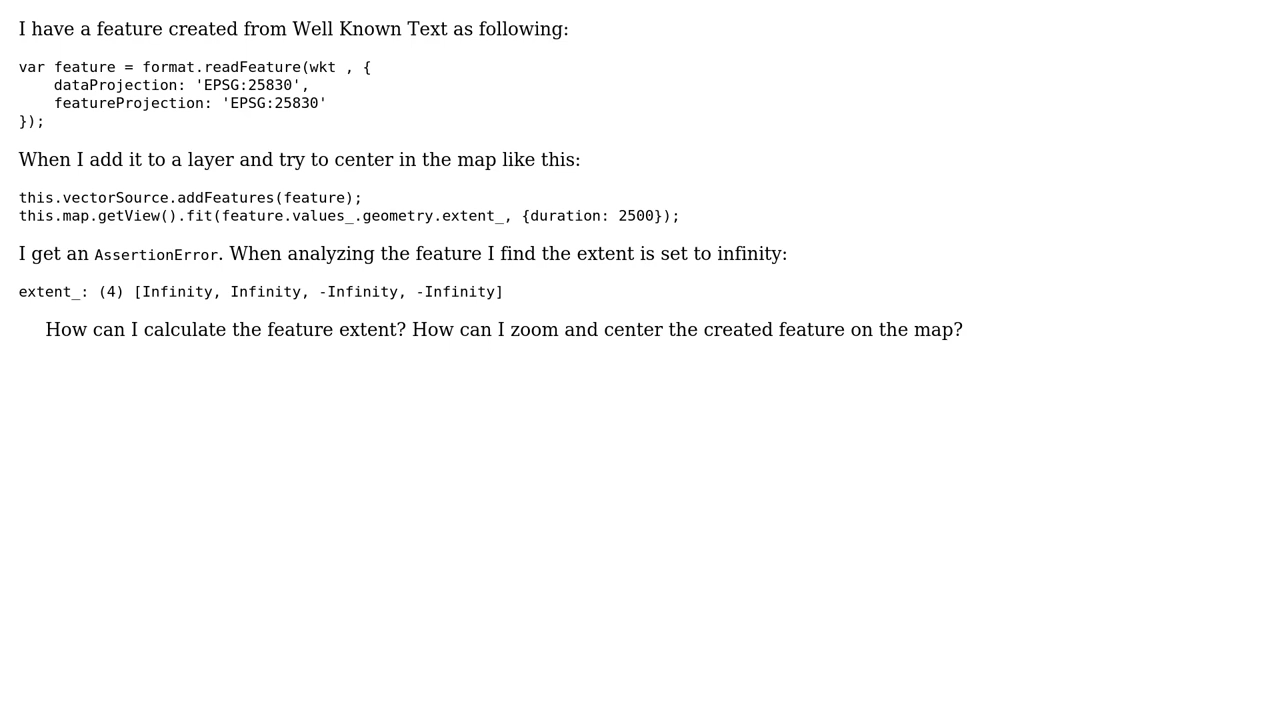 I have a feature created from Well Known Text as following:
var feature = format.readFeature(wkt , {
    dataProjection: 'EPSG:25830',
    featureProjection: 'EPSG:25830'
});
When I add it to a layer and try to center in the map like this:
this.vectorSource.addFeatures(feature);
this.map.getView().fit(feature.values_.geometry.extent_, {duration: 2500});
I get an AssertionError. When analyzing the feature I find the extent is set to infinity:
extent_: (4) [Infinity, Infinity, -Infinity, -Infinity]
How can I calculate the feature extent? How can I zoom and center the created feature on the map?